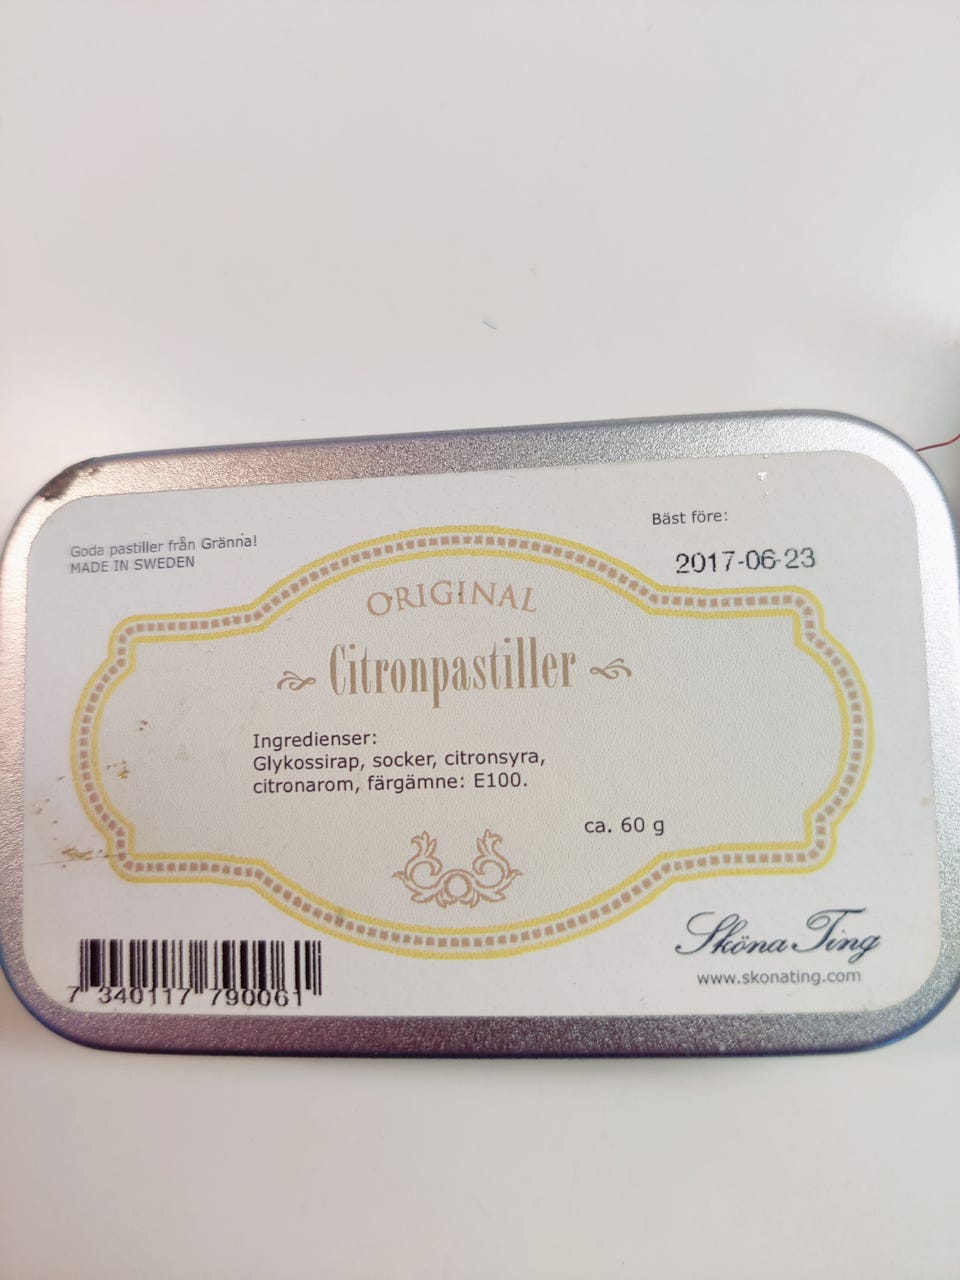 Goda pastiller från Gränna!
MADE IN SWEDEN
Bäst före:
2017-06-23
ORIGINAL
Citronpastiller
Ingredienser:
Glykossirap, socker, citronsyra,
citronarom, färgämne: E100.
ca. 60 g
7 340117 790061
Sköna Ting
www.skonating.com